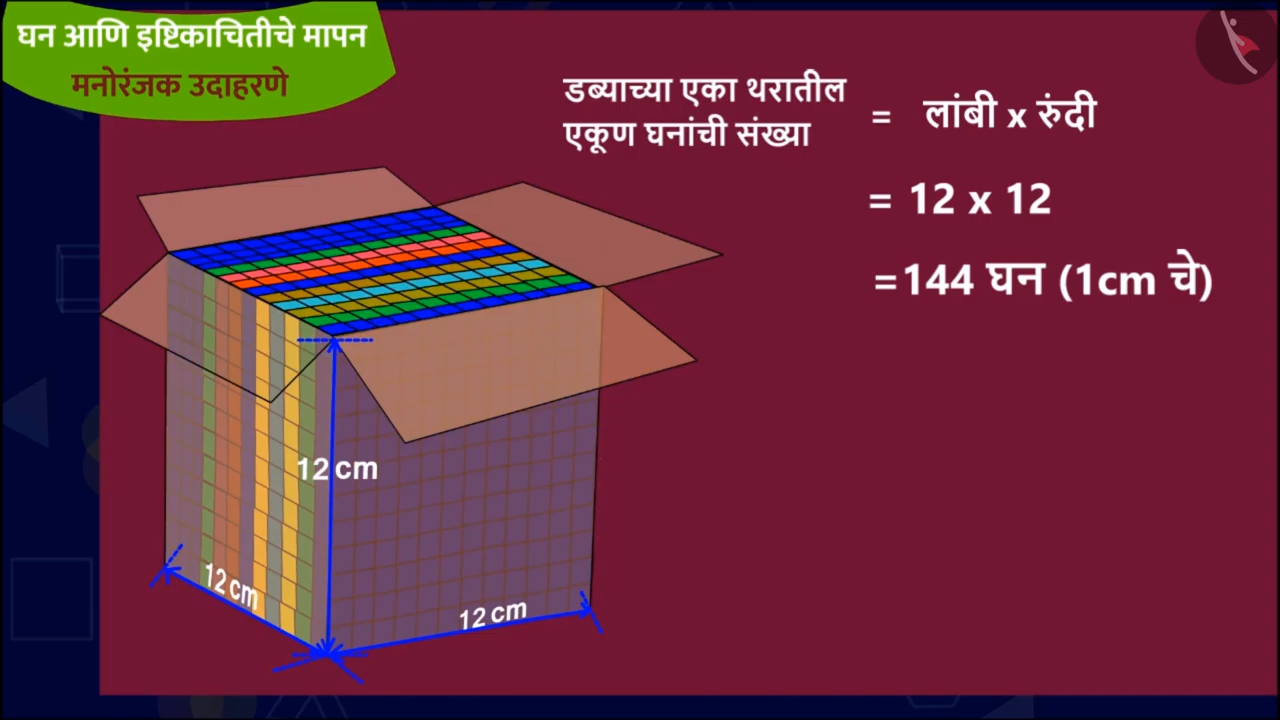 घन आणि इष्टिकाचितीचे मापन
मनोरंजक उदाहरणे
डब्याच्या एका थरातील
एकूण घनांची संख्या
= लांबी x रुंदी
= 12 x 12
=144 घन (1cm चे)
12 cm
12 cm
12 cm